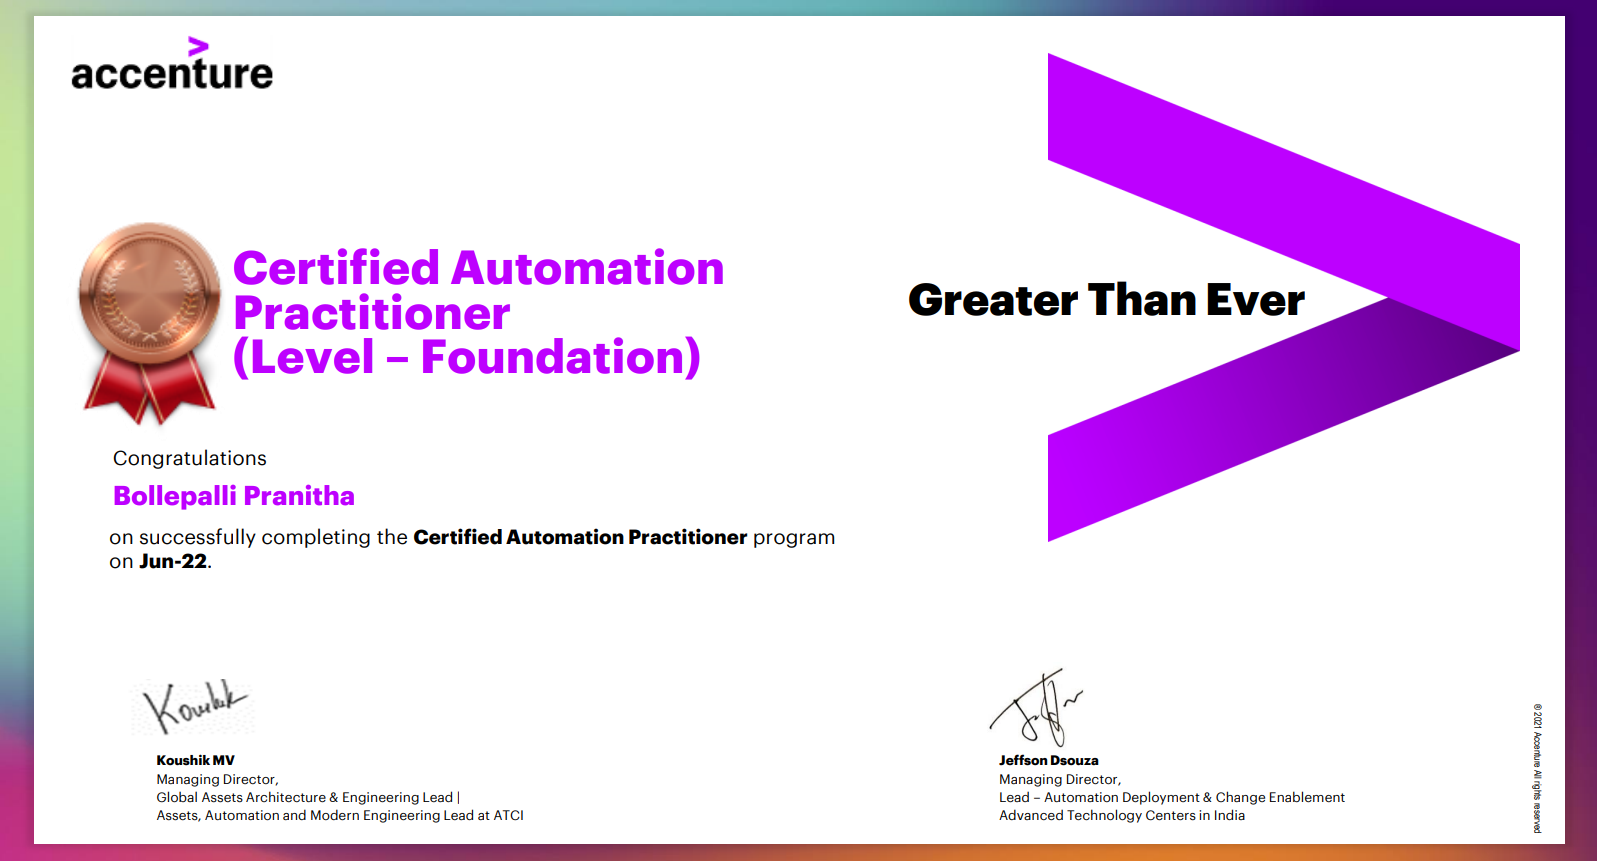 accenture
Certified Automation
Practitioner
(Level – Foundation)
Greater Than Ever
Congratulations
Bollepalli Pranitha
on successfully completing the Certified Automation Practitioner program
on Jun-22.
Koushik
Koushik MV
Managing Director,
Global Assets Architecture & Engineering Lead |
Assets, Automation and Modern Engineering Lead at ATCI
Jeffson Dsouza
Managing Director,
Lead – Automation Deployment & Change Enablement
Advanced Technology Centers in India
® 2021 Accenture All rights reserved